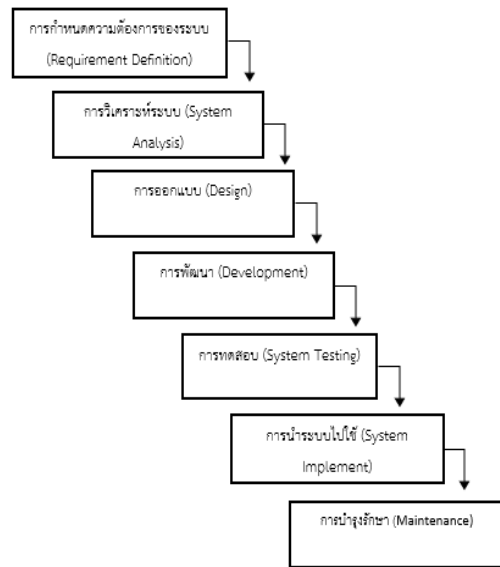 การกำหนดความต้องการของระบบ
(Requirement Definition)
การวิเคราะห์ระบบ (System
Analysis)
การออกแบบ (Design)
การพัฒนา (Development)
การทดสอบ (System Testing)
การนำระบบไปใช้ (System
Implement)
การบำรุงรักษา (Maintenance)